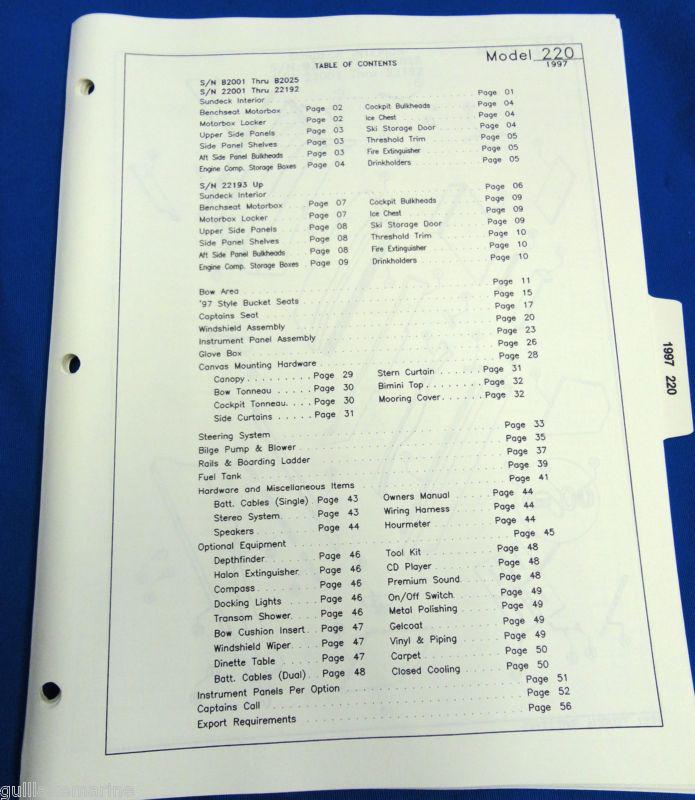 Model 220
1997
TABLE OF CONTENTS
S/N B2001 Thru B2025
S/N 22001 Thru 22192
Sundeck Interior Page 01
Benchseat Motorbox Page 02 Cockpit Bulkheads Page 04
Motorbox Locker Page 02 Ice Chest Page 04
Upper Side Panels Page 03 Ski Storage Door Page 04
Side Panel Shelves Page 03 Threshold Trim Page 05
Aft Side Panel Bulkheads Page 03 Fire Extinguisher Page 05
Engine Comp. Storage Boxes Page 04 Drinkholders Page 05
S/N 22193 Up
Sundeck Interior Page 06
Benchseat Motorbox Page 07 Cockpit Bulkheads Page 09
Motorbox Locker Page 07 Ice Chest Page 09
Upper Side Panels Page 08 Ski Storage Door Page 09
Side Panel Shelves Page 08 Threshold Trim Page 10
Aft Side Panel Bulkheads Page 08 Fire Extinguisher Page 10
Engine Comp. Storage Boxes Page 09 Drinkholders Page 10
Bow Area Page 11
'97 Style Bucket Seats Page 15
Captains Seat Page 17
Windshield Assembly Page 20
Instrument Panel Assembly Page 23
Glove Box Page 26
Canvas Mounting Hardware Page 28
Canopy Page 29 Stern Curtain Page 31
Bow Tonneau Page 30 Bimini Top Page 32
Cockpit Tonneau Page 30 Mooring Cover Page 32
Side Curtains Page 31
Steering System Page 33
Bilge Pump & Blower Page 35
Rails & Boarding Ladder Page 37
Fuel Tank Page 39
Hardware and Miscellaneous Items Page 41
Batt. Cables (Single) Page 43 Owners Manual Page 44
Stereo System Page 43 Wiring Harness Page 44
Speakers Page 44 Hourmeter Page 44
Optional Equipment Page 45
Depthfinder Page 46 Tool Kit Page 48
Halon Extinguisher Page 46 CD Player Page 48
Compass Page 46 Premium Sound Page 48
Docking Lights Page 46 On/Off Switch Page 49
Transom Shower Page 46 Metal Polishing Page 49
Bow Cushion Insert Page 47 Gelcoat Page 49
Windshield Wiper Page 47 Vinyl & Piping Page 49
Dinette Table Page 47 Carpet Page 50
Batt. Cables (Dual) Page 48 Closed Cooling Page 50
Instrument Panels Per Option Page 51
Captains Call Page 52
Export Requirements Page 56
1997 220
gulllakemarine